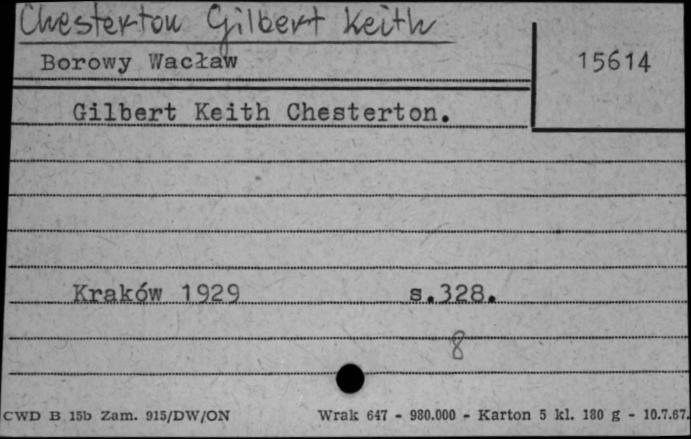 Chesterton Gilbert Keith
Borowy Wacław
15614
Gilbert Keith Chesterton.
Kraków 1929 s.328.
8
CWD B 15b Zam. 915/DW/ON Wrak 647 - 980.000 - Karton 5 kl. 180 g - 10.7.67.